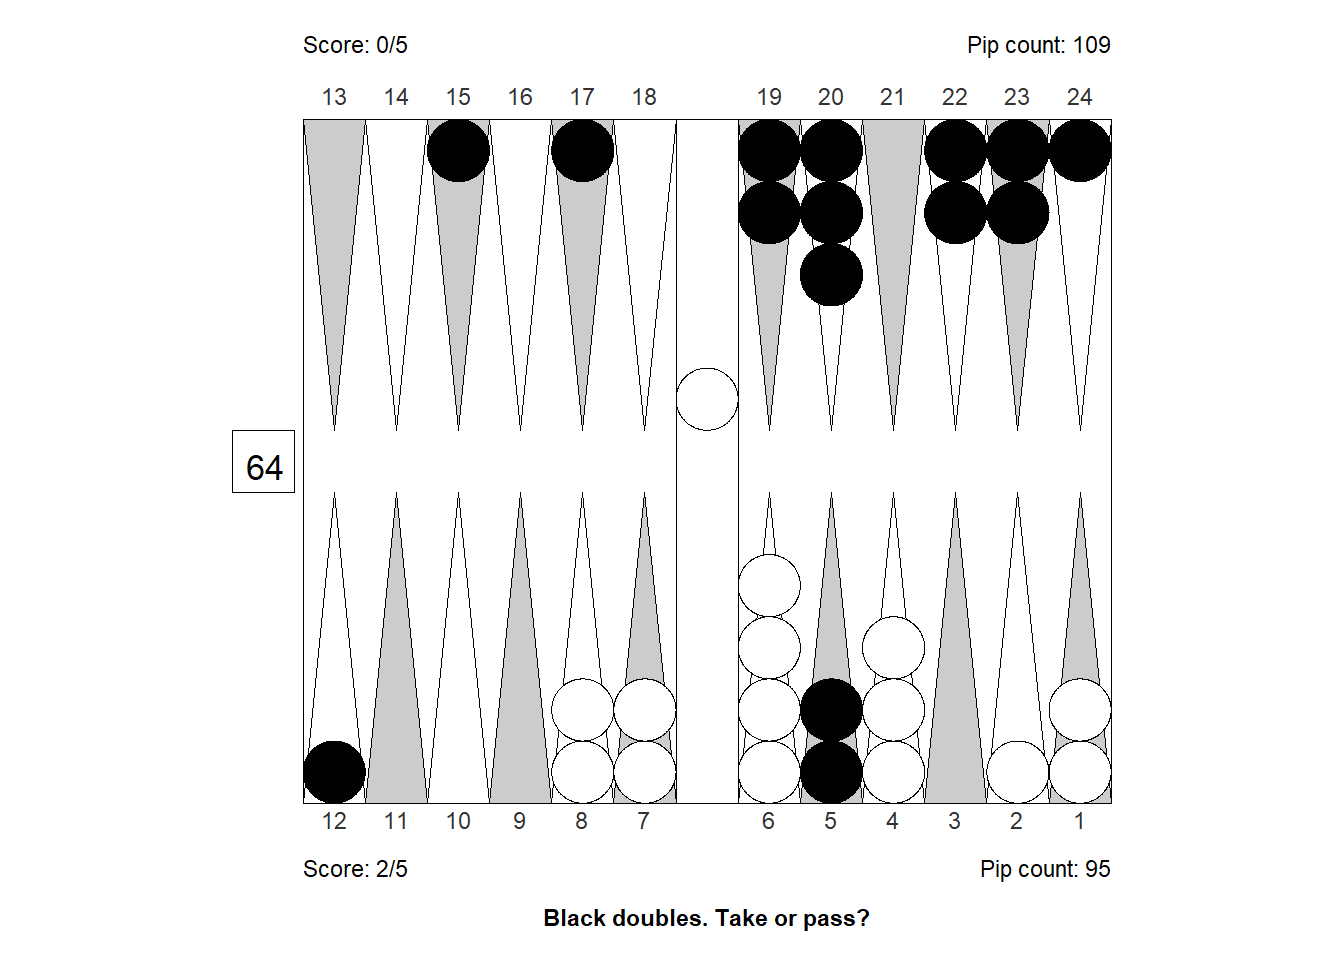 Score: 0/5 Pip count: 109
13 14 15 16 17 18 19 20 21 22 23 24
64
12 11 10 9 8 7 6 5 4 3 2 1
Score: 2/5 Pip count: 95
Black doubles. Take or pass?